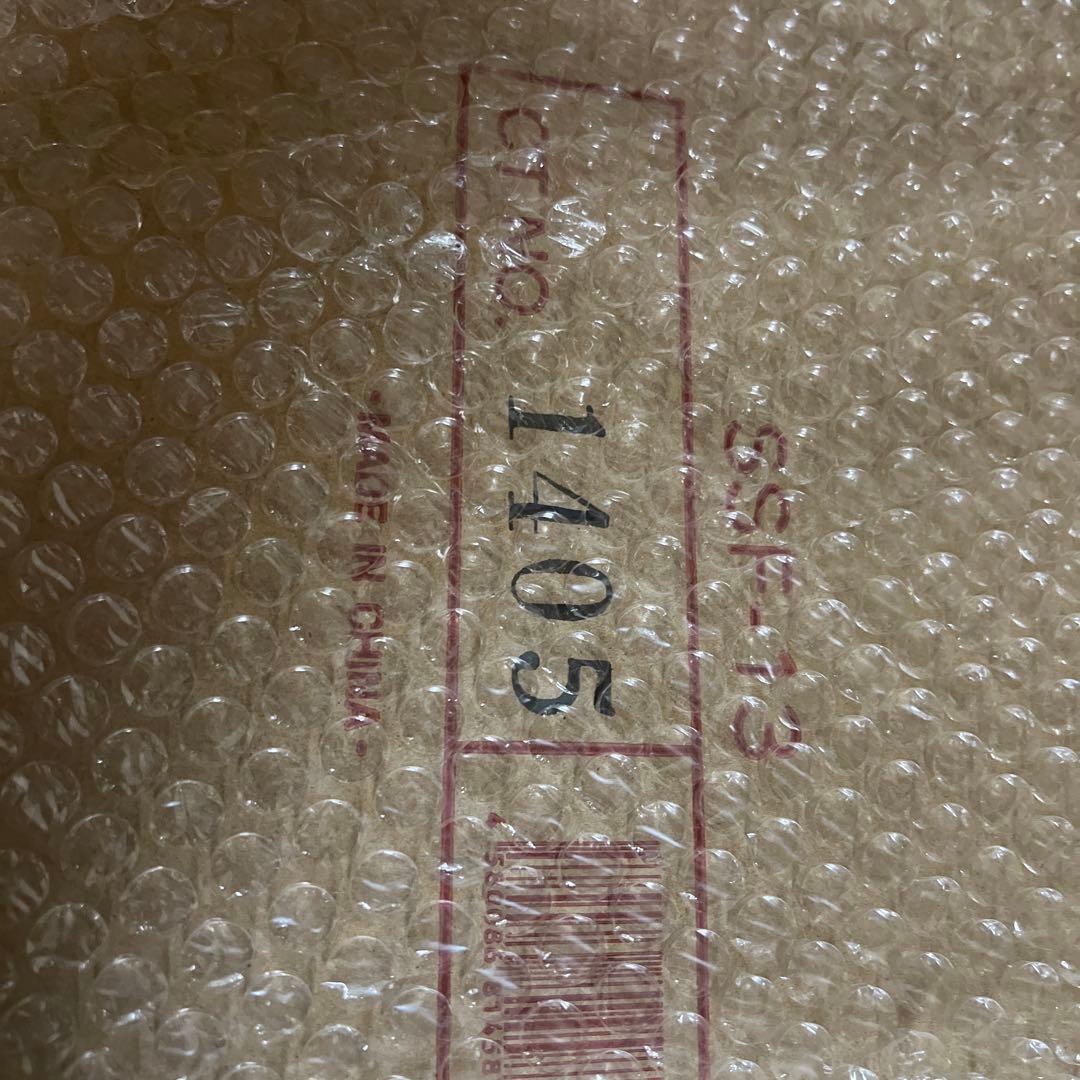 SSF-13
CT.NO. 1405
·MADE IN CHINA·